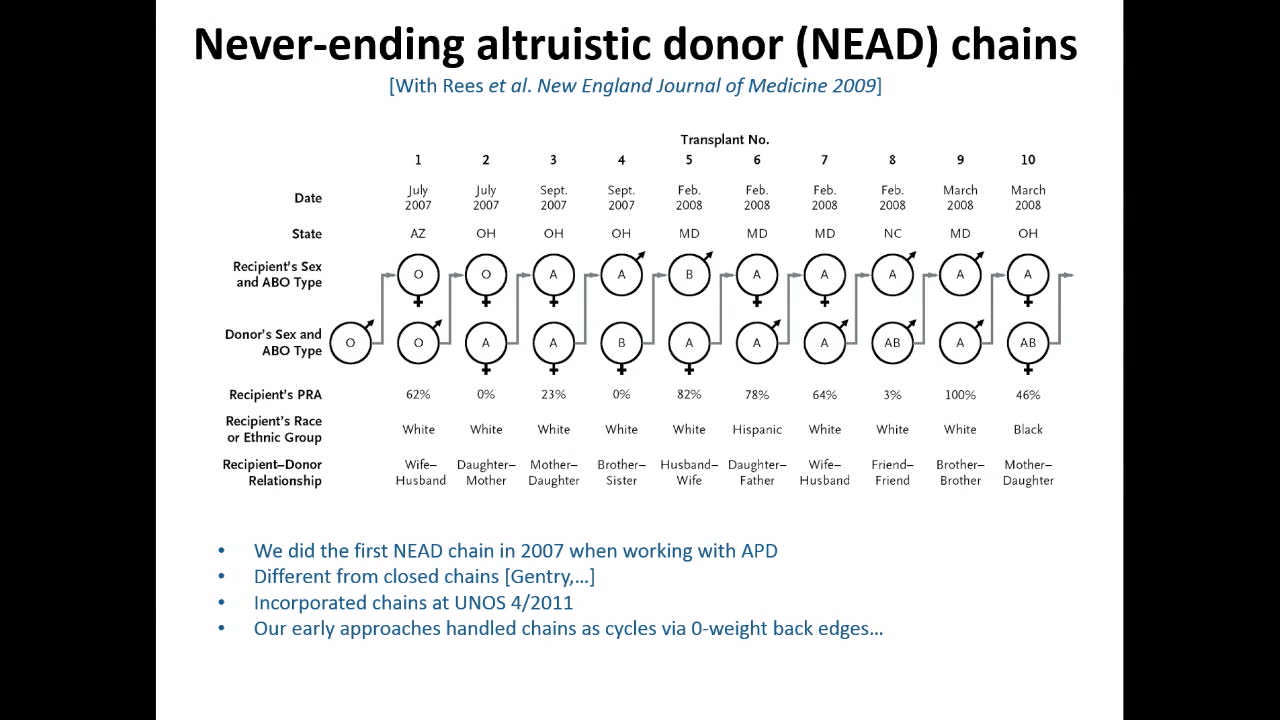 Never-ending altruistic donor (NEAD) chains
[With Rees et al. New England Journal of Medicine 2009]
Transplant No.
1 2 3 4 5 6 7 8 9 10
Date July 2007 July 2007 Sept. 2007 Sept. 2007 Feb. 2008 Feb. 2008 Feb. 2008 Feb. 2008 March 2008 March 2008
State AZ OH OH OH MD MD MD NC MD OH
Recipient's Sex and ABO Type O O A A B A A A A A
Donor's Sex and ABO Type O O A A B A A A AB A AB
Recipient's PRA 62% 0% 23% 0% 82% 78% 64% 3% 100% 46%
Recipient's Race or Ethnic Group White White White White White Hispanic White White White Black
Recipient–Donor Relationship Wife–Husband Daughter–Mother Mother–Daughter Brother–Sister Husband–Wife Daughter–Father Wife–Husband Friend–Friend Brother–Brother Mother–Daughter
• We did the first NEAD chain in 2007 when working with APD
• Different from closed chains [Gentry,…]
• Incorporated chains at UNOS 4/2011
• Our early approaches handled chains as cycles via 0-weight back edges…